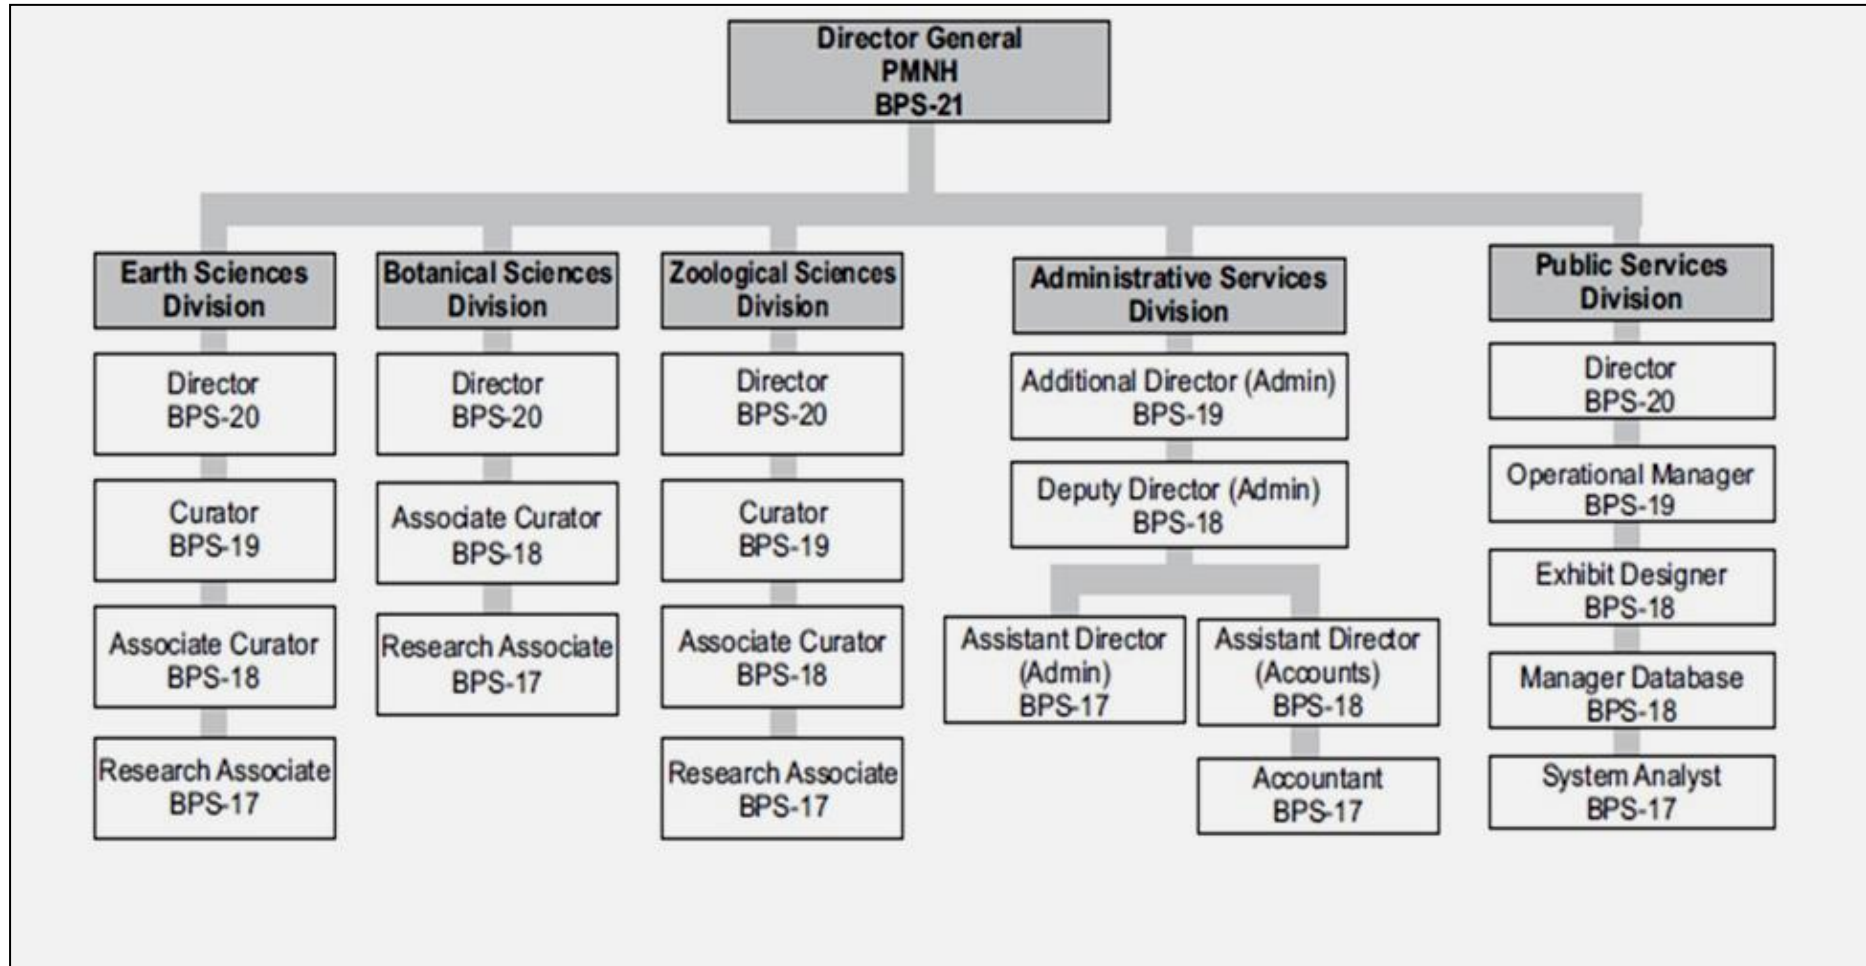 Director General
PMNH
BPS-21
Earth Sciences
Division
Director
BPS-20
Curator
BPS-19
Associate Curator
BPS-18
Research Associate
BPS-17
Botanical Sciences
Division
Director
BPS-20
Associate Curator
BPS-18
Research Associate
BPS-17
Zoological Sciences
Division
Director
BPS-20
Curator
BPS-19
Associate Curator
BPS-18
Research Associate
BPS-17
Administrative Services
Division
Additional Director (Admin)
BPS-19
Deputy Director (Admin)
BPS-18
Assistant Director
(Admin)
BPS-17
Assistant Director
(Accounts)
BPS-18
Accountant
BPS-17
Public Services
Division
Director
BPS-20
Operational Manager
BPS-19
Exhibit Designer
BPS-18
Manager Database
BPS-18
System Analyst
BPS-17